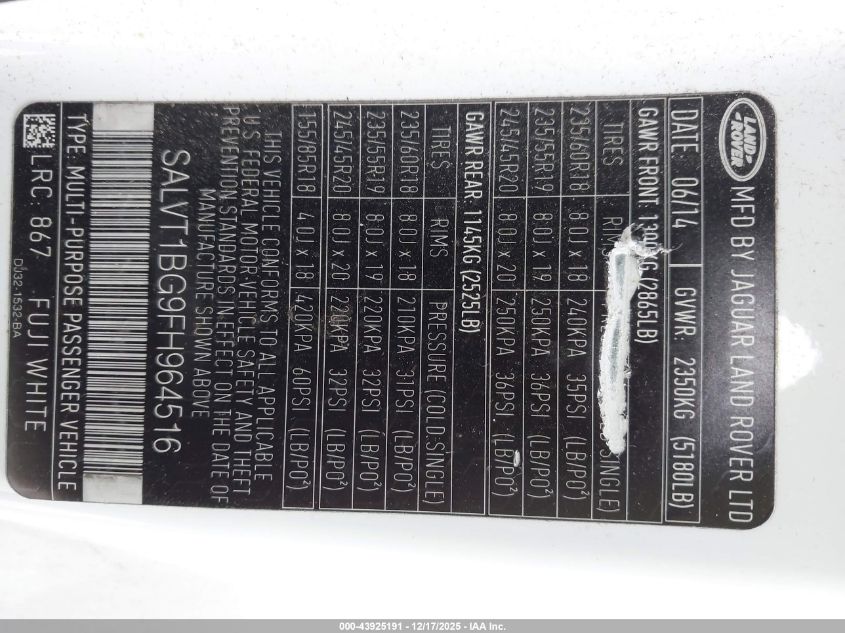 LAND ROVER
MFD BY JAGUAR LAND ROVER LTD
DATE: 06/14 GVWR: 2350KG (5180LB)
GAWR FRONT (2865LB)
TIRES SINGLE)
235/60R18 8.0J x 18 240KPA 35PSI (LB/PO²)
235/55R19 8.0J x 19 250KPA 36PSI (LB/PO²)
245/45R20 8.0J x 20 250KPA 36PSI (LB/PO²)
GAWR REAR: 1145KG (2525LB)
TIRES RIMS PRESSURE (COLD:SINGLE)
235/60R18 8.0J x 18 210KPA 31PSI (LB/PO²)
235/55R19 8.0J x 19 220KPA 32PSI (LB/PO²)
245/45R20 8.0J x 20 220KPA 32PSI (LB/PO²)
155/85R18 4.0J x 18 420KPA 60PSI (LB/PO²)
THIS VEHICLE CONFORMS TO ALL APPLICABLE
U.S. FEDERAL MOTOR VEHICLE SAFETY AND THEFT
PREVENTION STANDARDS IN EFFECT ON THE DATE OF
MANUFACTURE SHOWN ABOVE
SALVT1BG9FH964516
TYPE: MULTI-PURPOSE PASSENGER VEHICLE
LRC: 867 FUJI WHITE
DU32-1532-BA
000-43925191 - 12/17/2025 - IAA Inc.